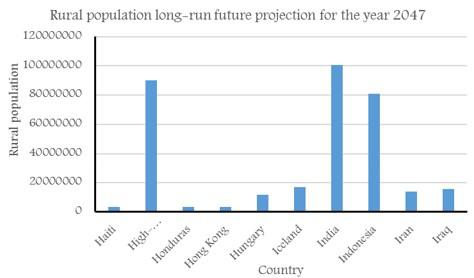 Rural population long-run future projection for the year 2047
Rural population
120000000
100000000
80000000
60000000
40000000
20000000
0
Haiti
High-...
Honduras
Hong Kong
Hungary
Iceland
India
Indonesia
Iran
Iraq
Country